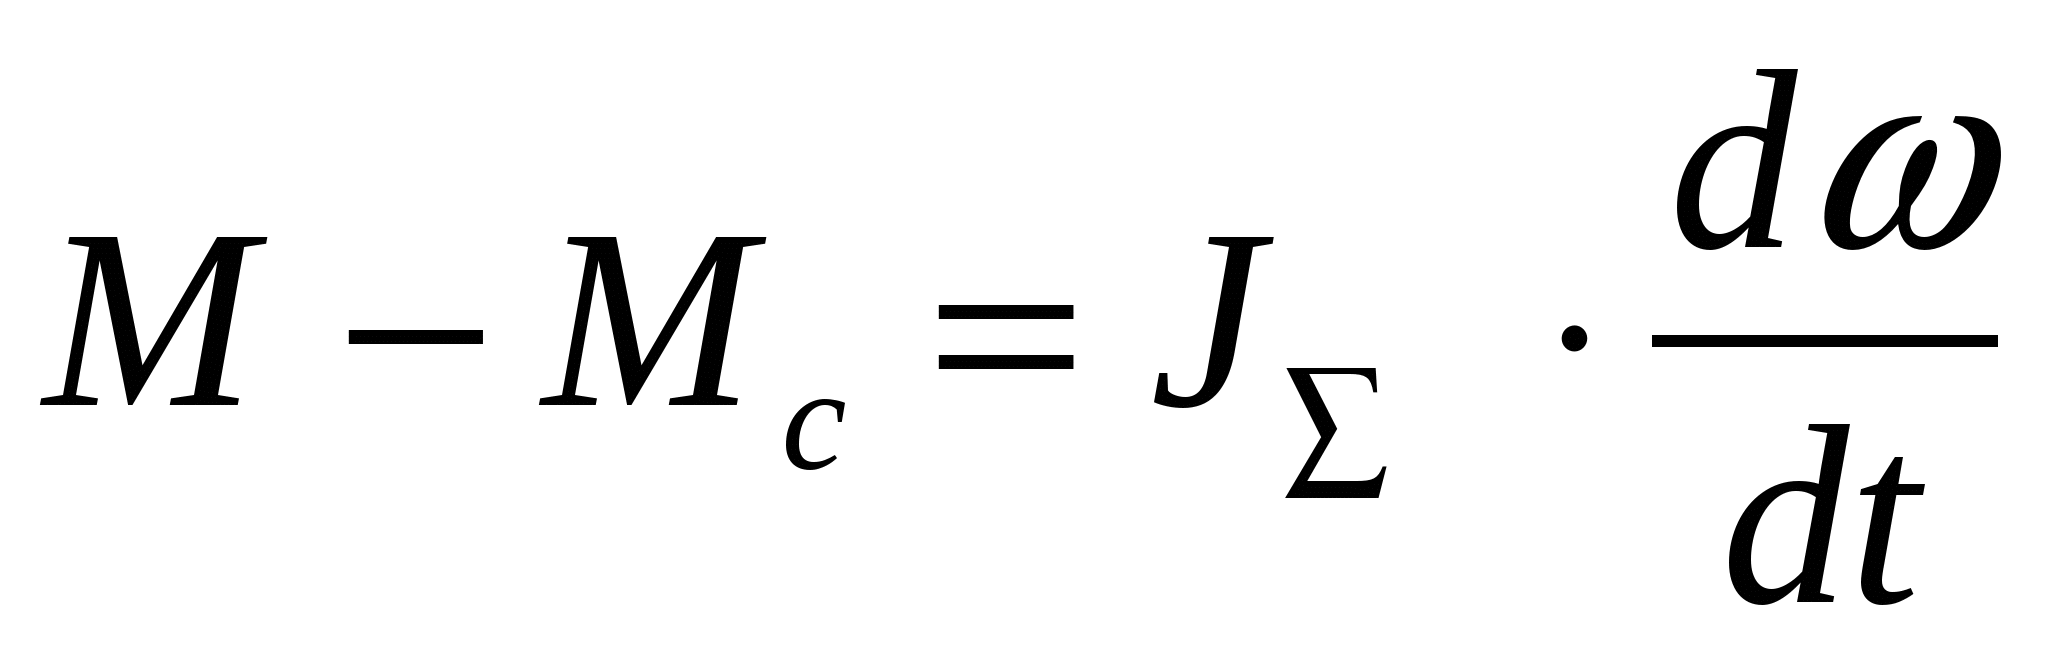 M − M_c = J_Σ · dω/dt